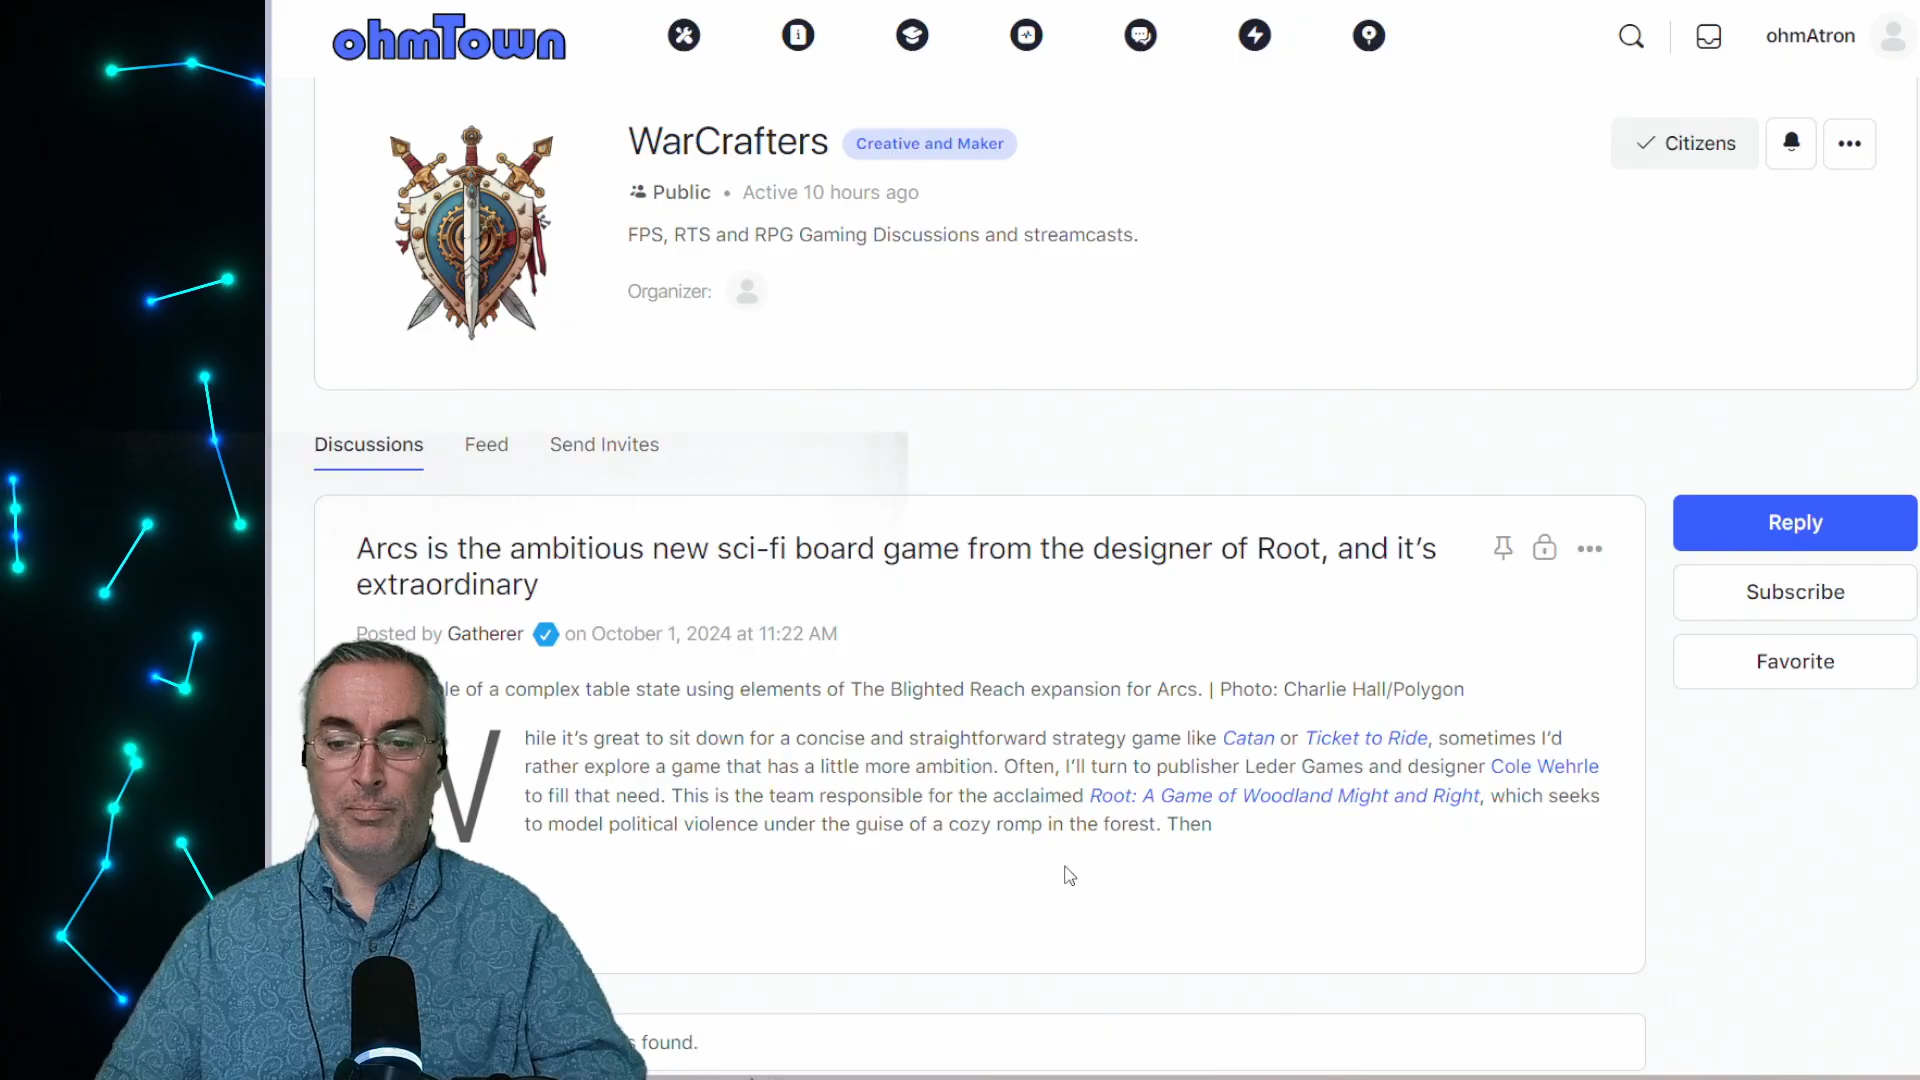 ohmTown
ohmAtron
WarCrafters
Creative and Maker
Citizens
Public • Active 10 hours ago
FPS, RTS and RPG Gaming Discussions and streamcasts.
Organizer:
Discussions
Feed
Send Invites
Arcs is the ambitious new sci-fi board game from the designer of Root, and it’s
extraordinary
Reply
Subscribe
Favorite
Posted by Gatherer on October 1, 2024 at 11:22 AM
of a complex table state using elements of The Blighted Reach expansion for Arcs. | Photo: Charlie Hall/Polygon
hile it’s great to sit down for a concise and straightforward strategy game like Catan or Ticket to Ride, sometimes I’d
rather explore a game that has a little more ambition. Often, I’ll turn to publisher Leder Games and designer Cole Wehrle
to fill that need. This is the team responsible for the acclaimed Root: A Game of Woodland Might and Right, which seeks
to model political violence under the guise of a cozy romp in the forest. Then
found.